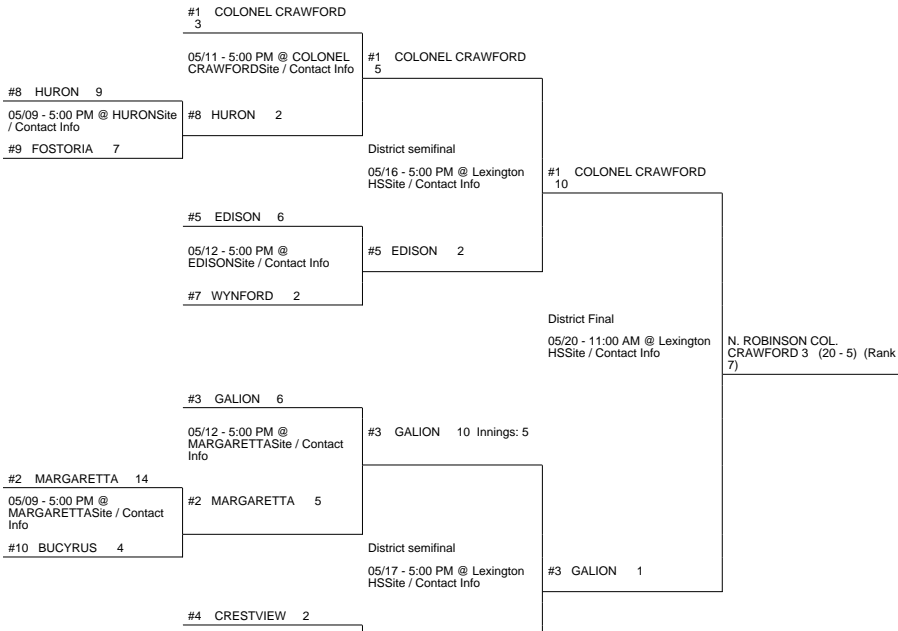 #1 COLONEL CRAWFORD
3
05/11 - 5:00 PM @ COLONEL
CRAWFORDSite / Contact Info
#1 COLONEL CRAWFORD
5
#8 HURON 9
05/09 - 5:00 PM @ HURONSite
/ Contact Info
#8 HURON 2
#9 FOSTORIA 7
District semifinal
05/16 - 5:00 PM @ Lexington
HSSite / Contact Info
#1 COLONEL CRAWFORD
10
#5 EDISON 6
05/12 - 5:00 PM @
EDISONSite / Contact Info
#5 EDISON 2
#7 WYNFORD 2
District Final
05/20 - 11:00 AM @ Lexington
HSSite / Contact Info
N. ROBINSON COL.
CRAWFORD 3 (20 - 5) (Rank
7)
#3 GALION 6
05/12 - 5:00 PM @
MARGARETTASite / Contact
Info
#3 GALION 10 Innings: 5
#2 MARGARETTA 14
05/09 - 5:00 PM @
MARGARETTASite / Contact
Info
#2 MARGARETTA 5
#10 BUCYRUS 4
District semifinal
05/17 - 5:00 PM @ Lexington
HSSite / Contact Info
#3 GALION 1
#4 CRESTVIEW 2